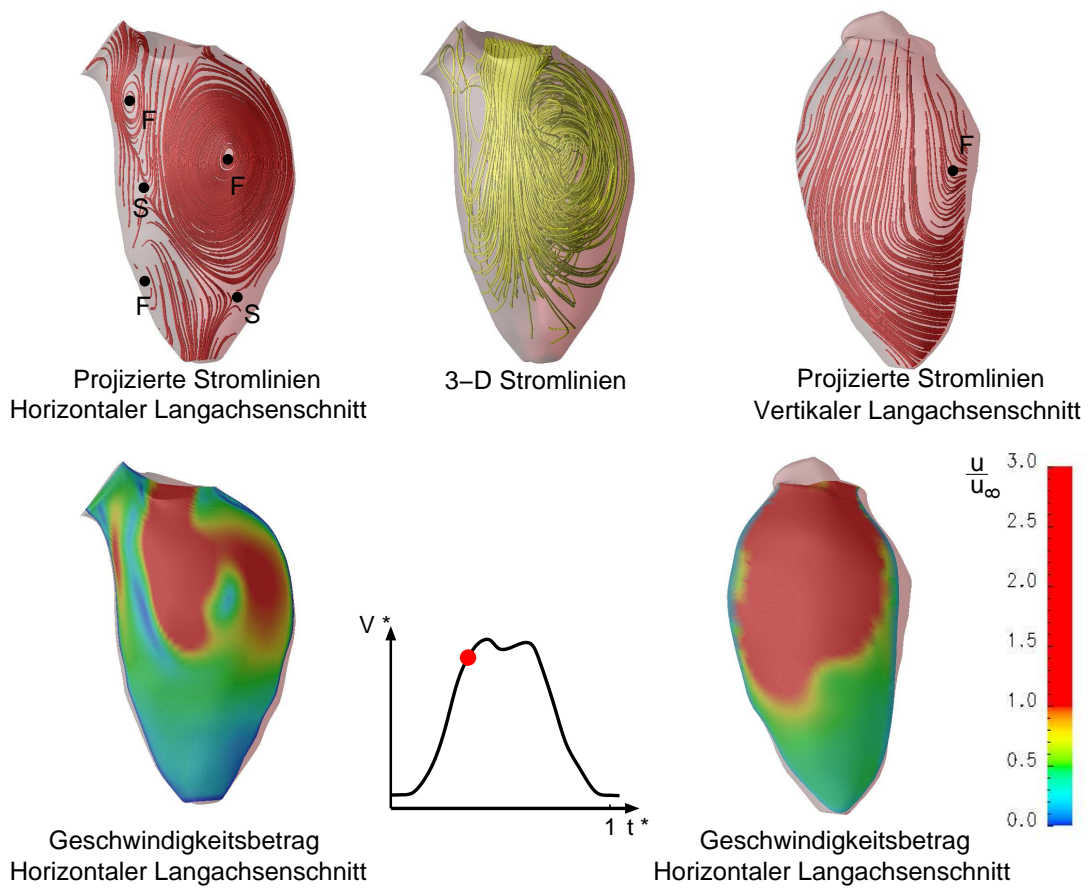 F
F
S
F
S
F
Projizierte Stromlinien
Horizontaler Langachsenschnitt
3−D Stromlinien
Projizierte Stromlinien
Vertikaler Langachsenschnitt
u
u∞
3.0
2.5
2.0
1.5
1.0
0.5
0.0
V *
1 t *
Geschwindigkeitsbetrag
Horizontaler Langachsenschnitt
Geschwindigkeitsbetrag
Horizontaler Langachsenschnitt